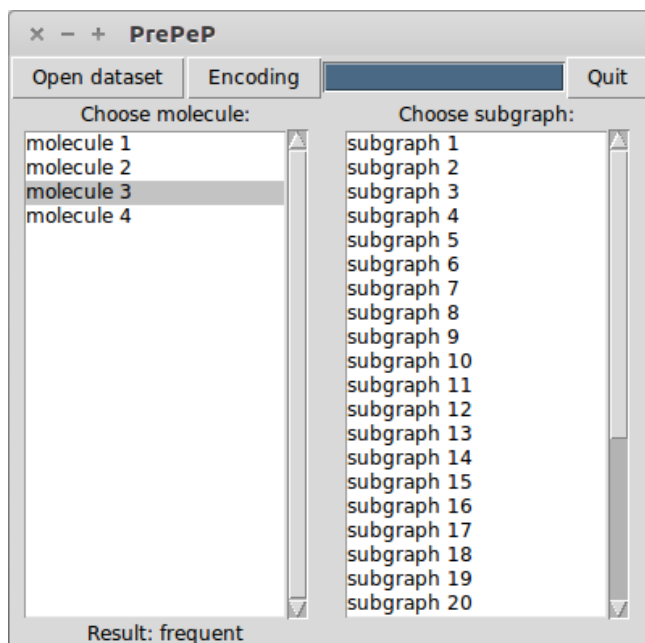 PrePeP
Open dataset Encoding Quit
Choose molecule:
molecule 1
molecule 2
molecule 3
molecule 4
Result: frequent
Choose subgraph:
subgraph 1
subgraph 2
subgraph 3
subgraph 4
subgraph 5
subgraph 6
subgraph 7
subgraph 8
subgraph 9
subgraph 10
subgraph 11
subgraph 12
subgraph 13
subgraph 14
subgraph 15
subgraph 16
subgraph 17
subgraph 18
subgraph 19
subgraph 20